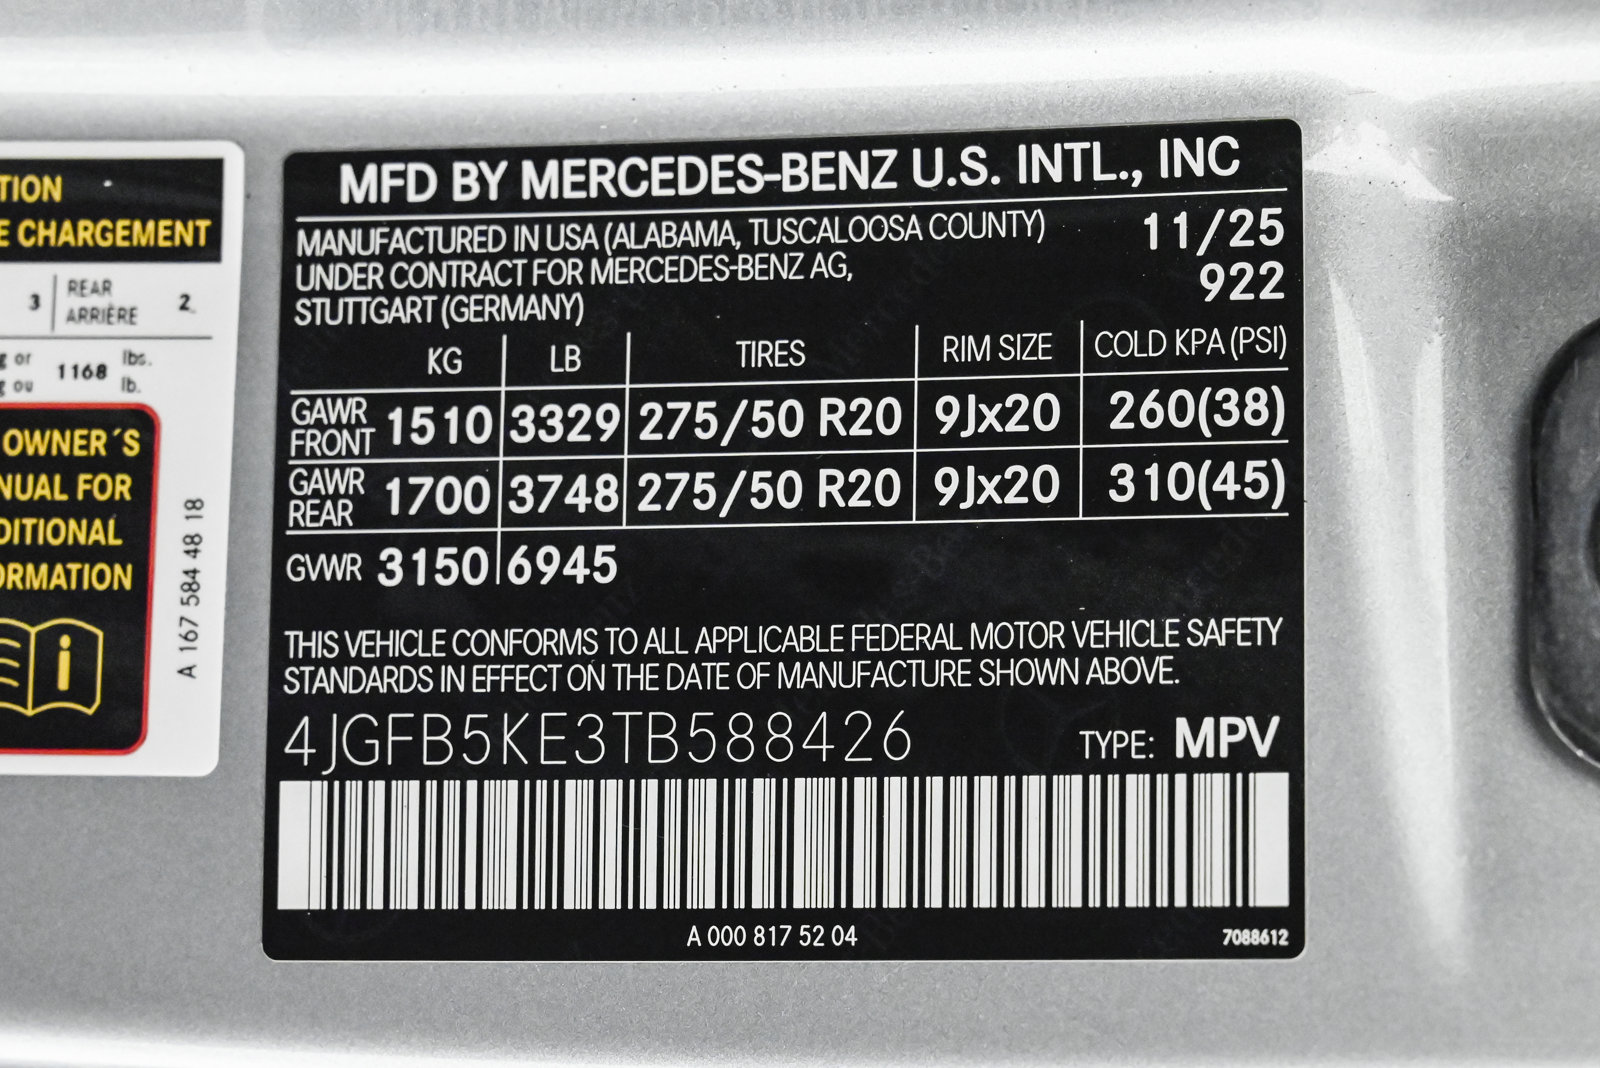 TION
E CHARGEMENT
3 REAR 2
ARRIÈRE
g or 1168 lbs.
g ou lb.
OWNER´S
NUAL FOR
DITIONAL
ORMATION
i
A 167 584 48 18
MFD BY MERCEDES-BENZ U.S. INTL., INC
MANUFACTURED IN USA (ALABAMA, TUSCALOOSA COUNTY) 11/25
UNDER CONTRACT FOR MERCEDES-BENZ AG, 922
STUTTGART (GERMANY)
KG LB TIRES RIM SIZE COLD KPA (PSI)
GAWR FRONT 1510 3329 275/50 R20 9Jx20 260(38)
GAWR REAR 1700 3748 275/50 R20 9Jx20 310(45)
GVWR 3150 6945
THIS VEHICLE CONFORMS TO ALL APPLICABLE FEDERAL MOTOR VEHICLE SAFETY
STANDARDS IN EFFECT ON THE DATE OF MANUFACTURE SHOWN ABOVE.
4JGFB5KE3TB588426 TYPE: MPV
A 000 817 52 04 7088612